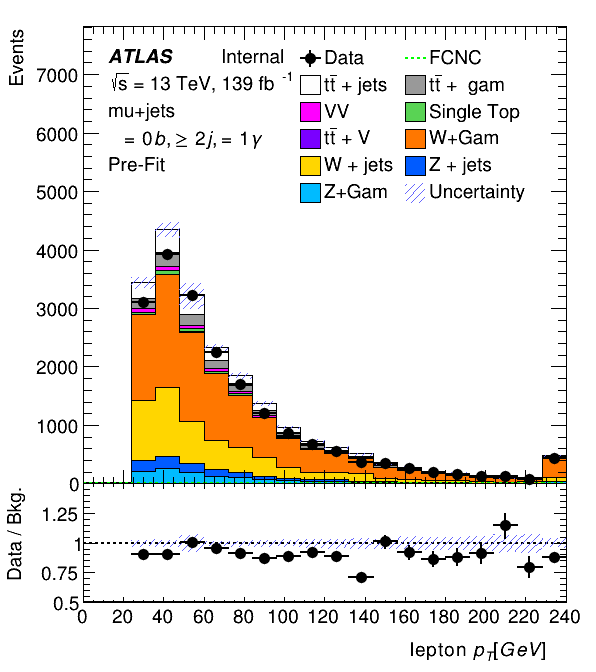 Events
7000
6000
5000
4000
3000
2000
1000
0
ATLAS Internal
√s = 13 TeV, 139 fb⁻¹
mu+jets
= 0b, ≥ 2j, = 1γ
Pre-Fit
Data
FCNC
tt̄ + jets
tt̄ + gam
VV
Single Top
tt̄ + V
W+Gam
W + jets
Z + jets
Z+Gam
Uncertainty
Data / Bkg.
1.25
1
0.75
0.5
0 20 40 60 80 100 120 140 160 180 200 220 240
lepton p_T[GeV]